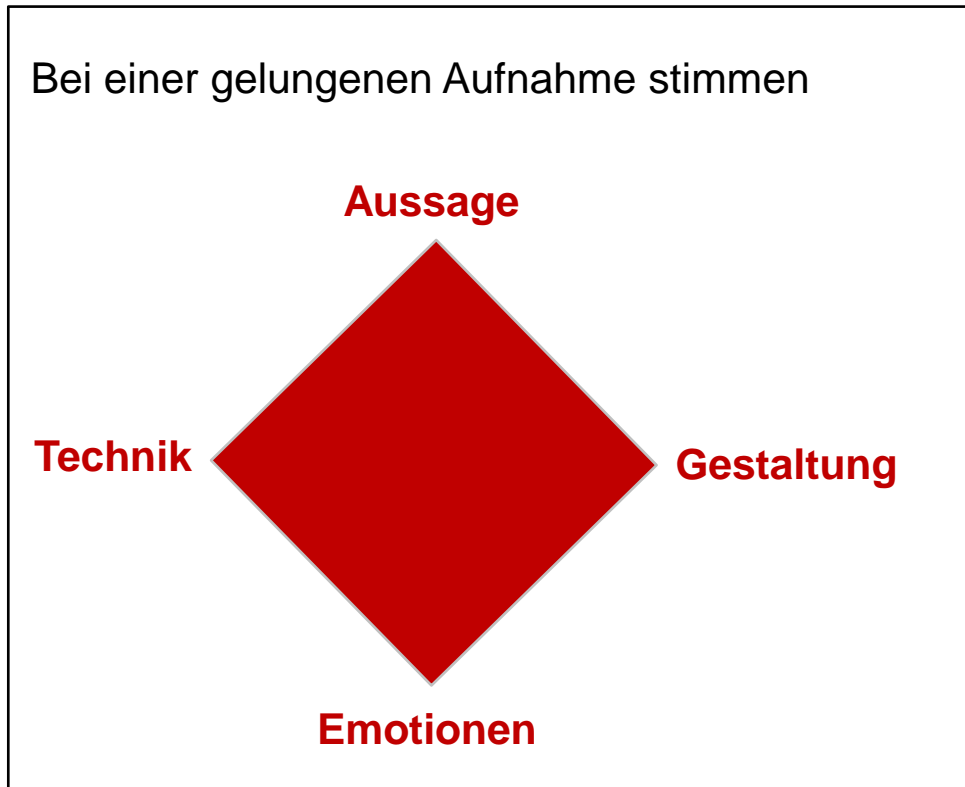 Bei einer gelungenen Aufnahme stimmen
Aussage
Technik
Gestaltung
Emotionen